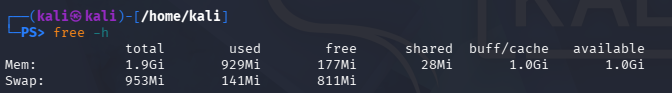 ┌──(kali㉿kali)-[/home/kali]
└─PS> free -h
               total        used        free      shared  buff/cache   available
Mem:           1.9Gi       929Mi       177Mi        28Mi       1.0Gi       1.0Gi
Swap:          953Mi       141Mi       811Mi